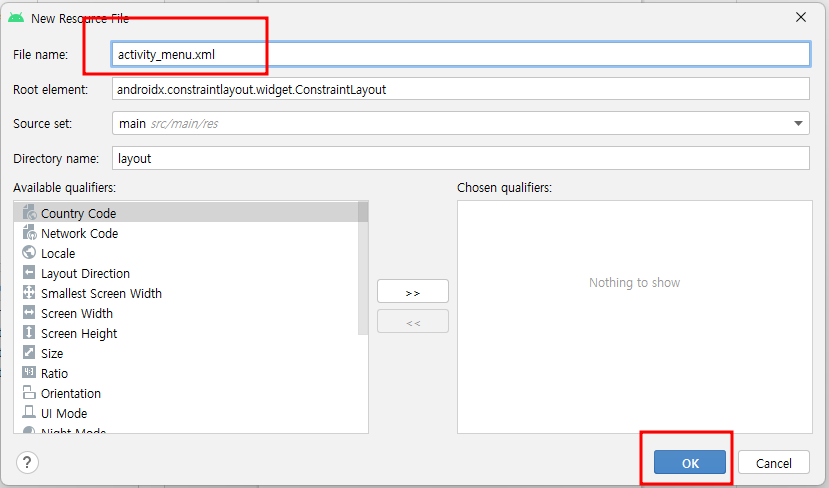 New Resource File
File name: activity_menu.xml
Root element: androidx.constraintlayout.widget.ConstraintLayout
Source set: main src/main/res
Directory name: layout
Available qualifiers:
Chosen qualifiers:
Country Code
Network Code
Locale
Layout Direction
Smallest Screen Width
Screen Width
Screen Height
Size
Ratio
Orientation
UI Mode
Night Mode
>>
<<
Nothing to show
?
OK
Cancel